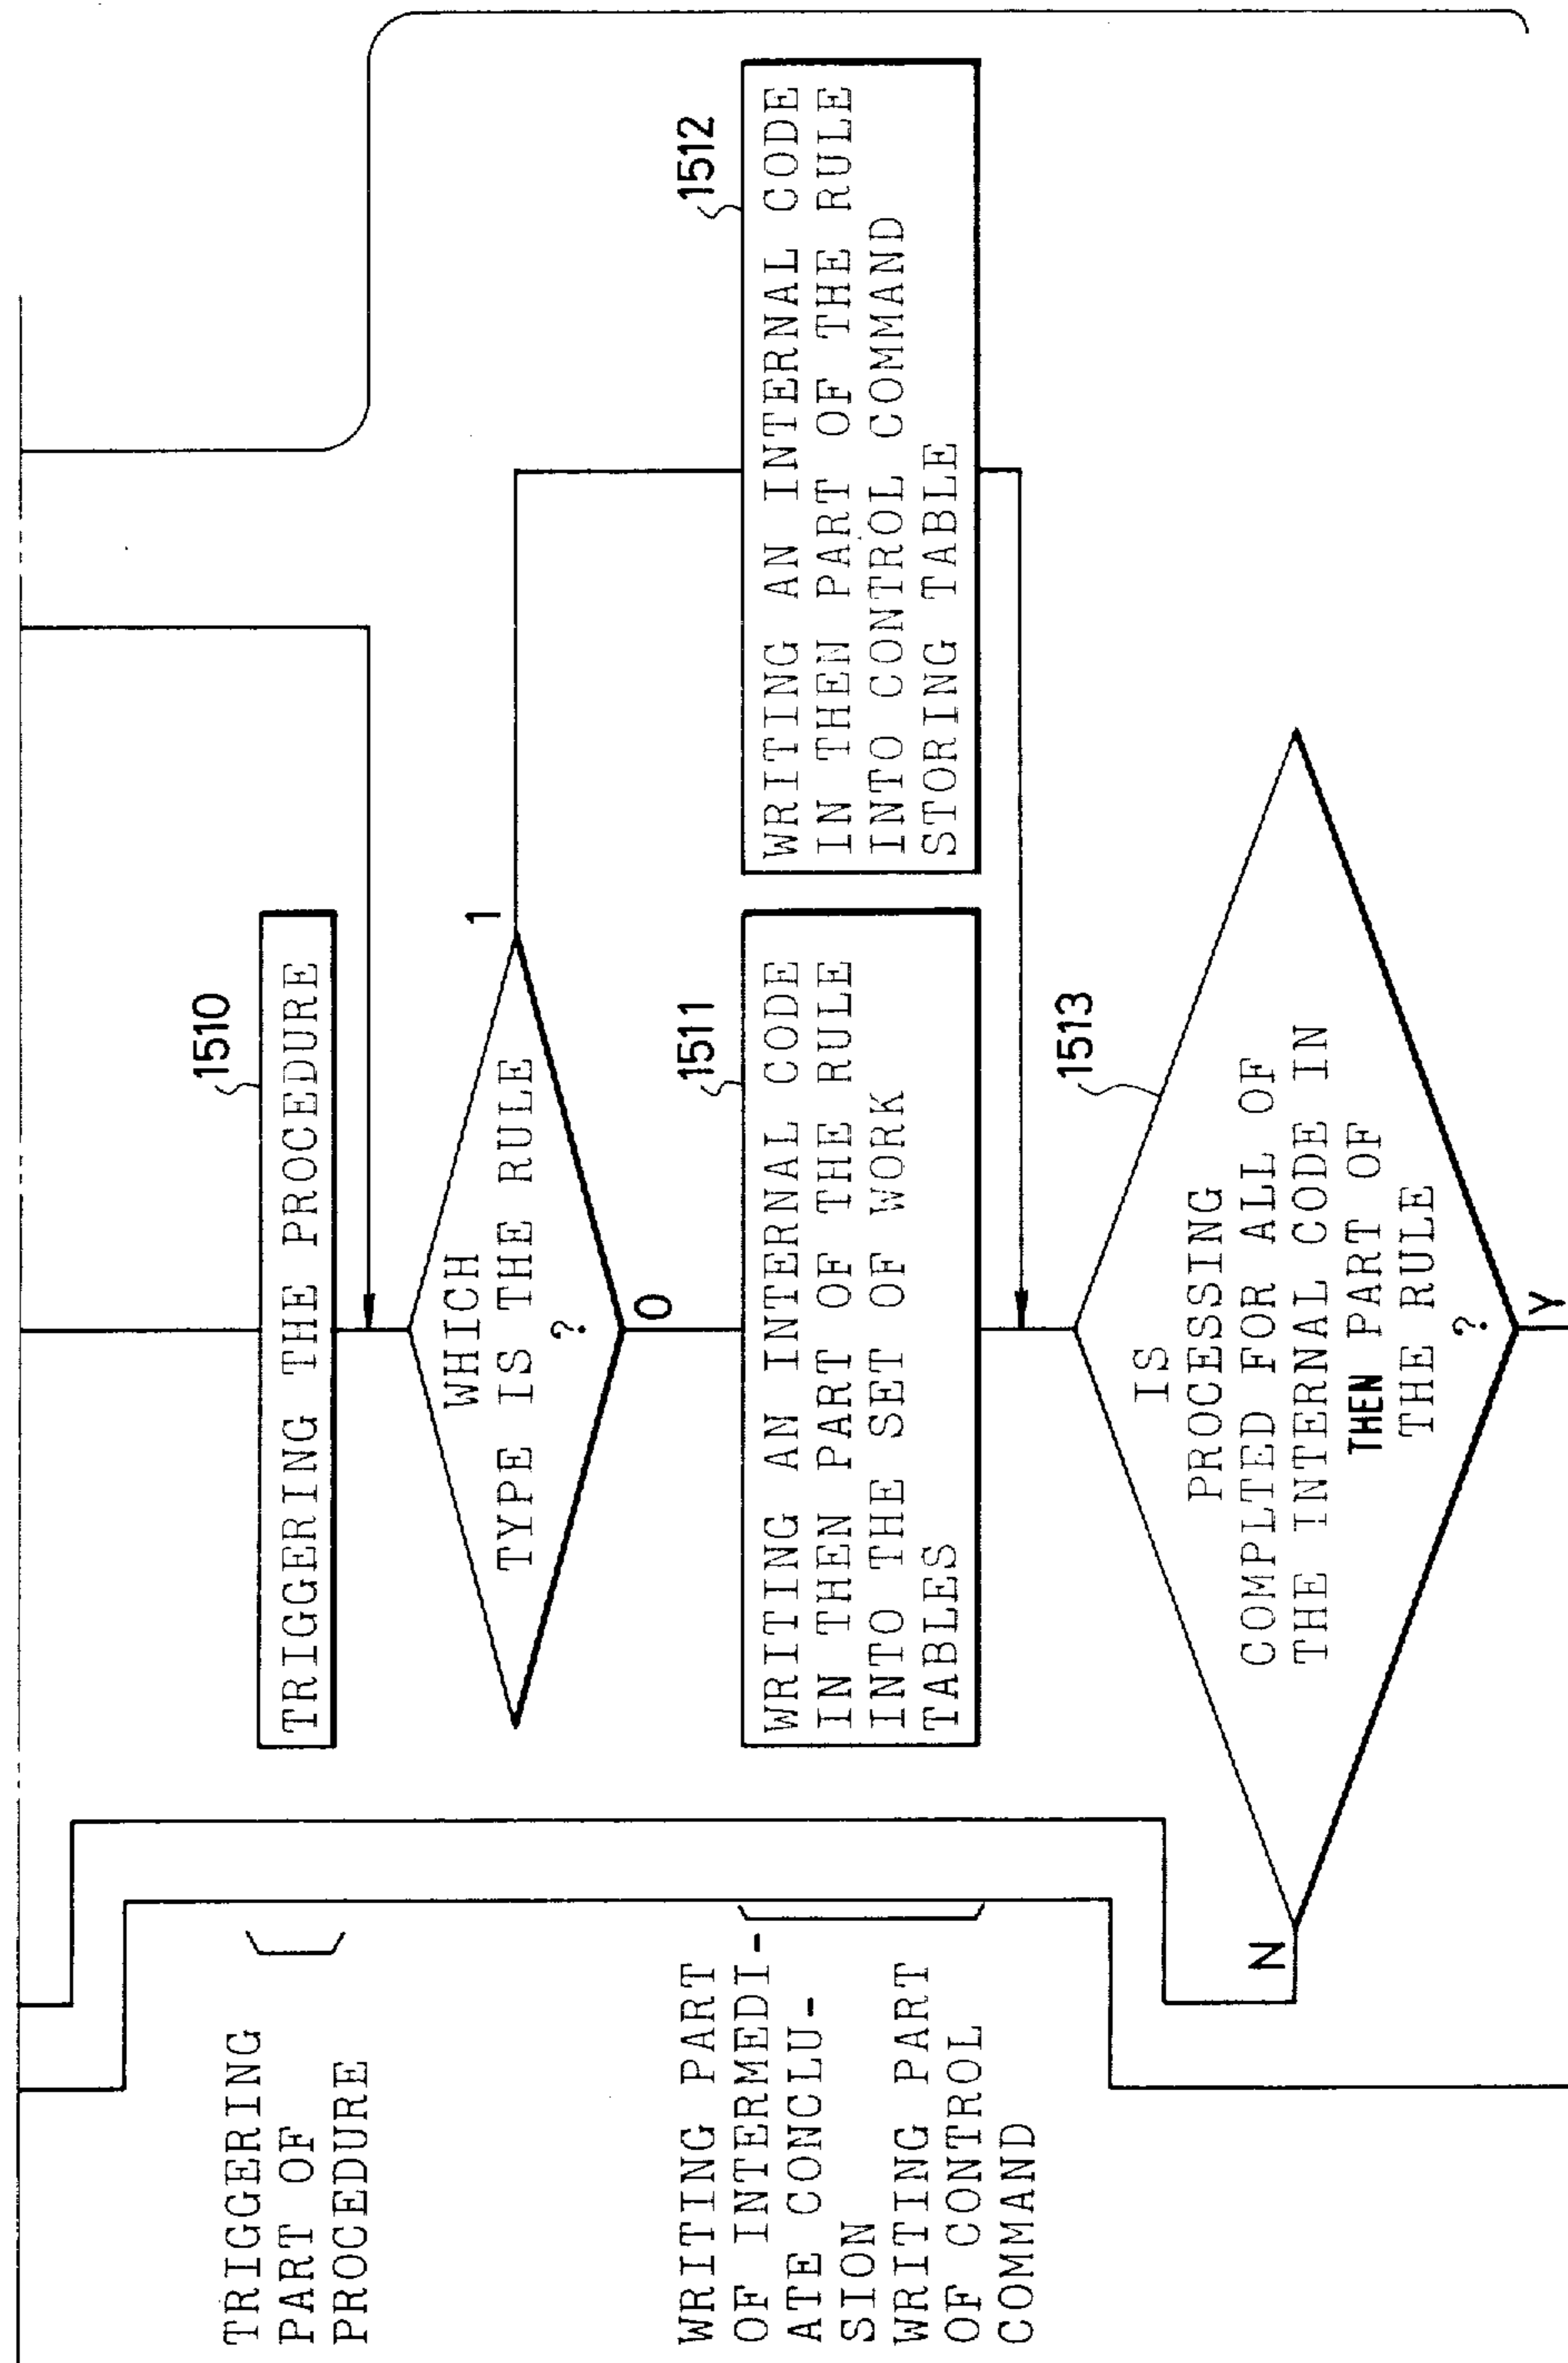 TRIGGERING
PART OF
PROCEDURE
1510
TRIGGERING THE PROCEDURE
WHICH
TYPE IS THE RULE
?
1
0
WRITING PART
OF INTERMEDI-
ATE CONCLU-
SION
WRITING PART
OF CONTROL
COMMAND
1511
WRITING AN INTERNAL CODE
IN THEN PART OF THE RULE
INTO THE SET OF WORK
TABLES
1512
WRITING AN INTERNAL CODE
IN THEN PART OF THE RULE
INTO CONTROL COMMAND
STORING TABLE
1513
IS
PROCESSING
COMPLTED FOR ALL OF
THE INTERNAL CODE IN
THEN PART OF
THE RULE
?
N
Y